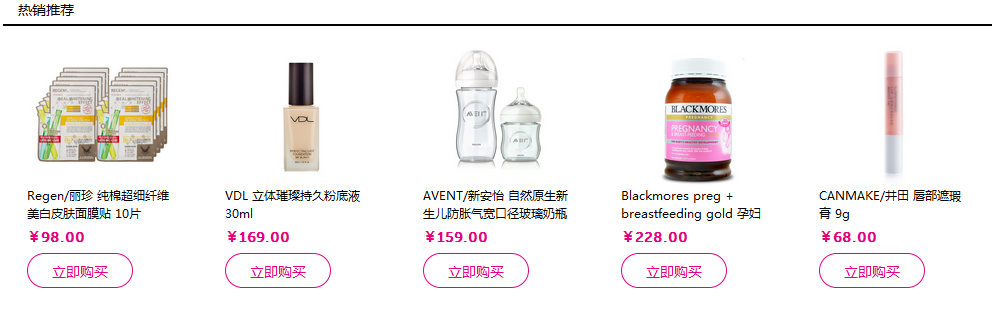 热销推荐
VDL
BLACKMORES
PREGNANCY
Regen/丽珍 纯棉超细纤维
美白皮肤面膜贴 10片
￥98.00
立即购买
VDL 立体璀璨持久粉底液
30ml
￥169.00
立即购买
AVENT/新安怡 自然原生新
生儿防胀气宽口径玻璃奶瓶
￥159.00
立即购买
Blackmores preg +
breastfeeding gold 孕妇
￥228.00
立即购买
CANMAKE/井田 唇部遮瑕
膏 9g
￥68.00
立即购买